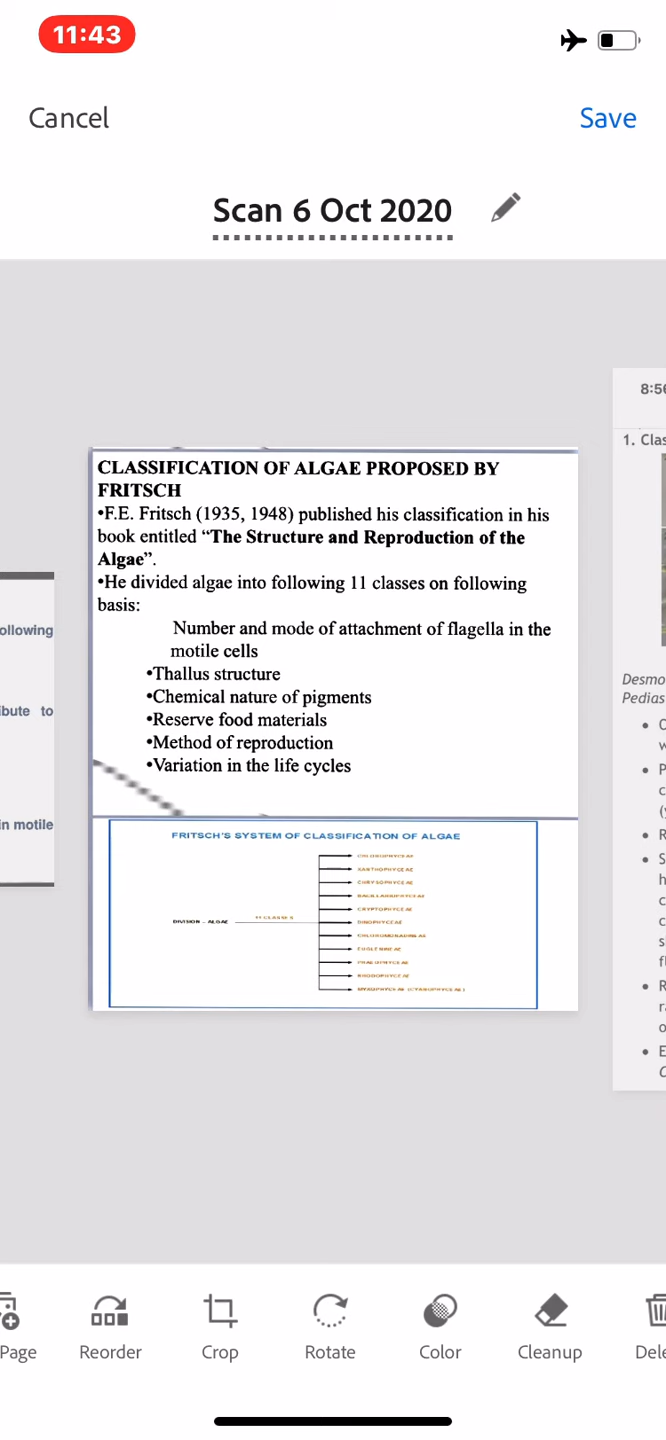 11:43
Cancel
Save
Scan 6 Oct 2020
8:56
1. Clas
CLASSIFICATION OF ALGAE PROPOSED BY
FRITSCH
•F.E. Fritsch (1935, 1948) published his classification in his
book entitled “The Structure and Reproduction of the
Algae”.
•He divided algae into following 11 classes on following
basis:
Number and mode of attachment of flagella in the
motile cells
•Thallus structure
•Chemical nature of pigments
•Reserve food materials
•Method of reproduction
•Variation in the life cycles
ollowing
ibute to
in motile
Desmo
Pedias
FRITSCH'S SYSTEM OF CLASSIFICATION OF ALGAE
DIVISION - ALGAE
11 CLASSES
CHLOROPHYCEAE
XANTHOPHYCEAE
CHRYSOPHYCEAE
BACILLARIOPHYCEAE
CRYPTOPHYCEAE
DINOPHYCEAE
CHLOROMONADINEAE
EUGLENINEAE
PHAEOPHYCEAE
RHODOPHYCEAE
MYXOPHYCEAE (CYANOPHYCEAE)
Page
Reorder
Crop
Rotate
Color
Cleanup
Dele